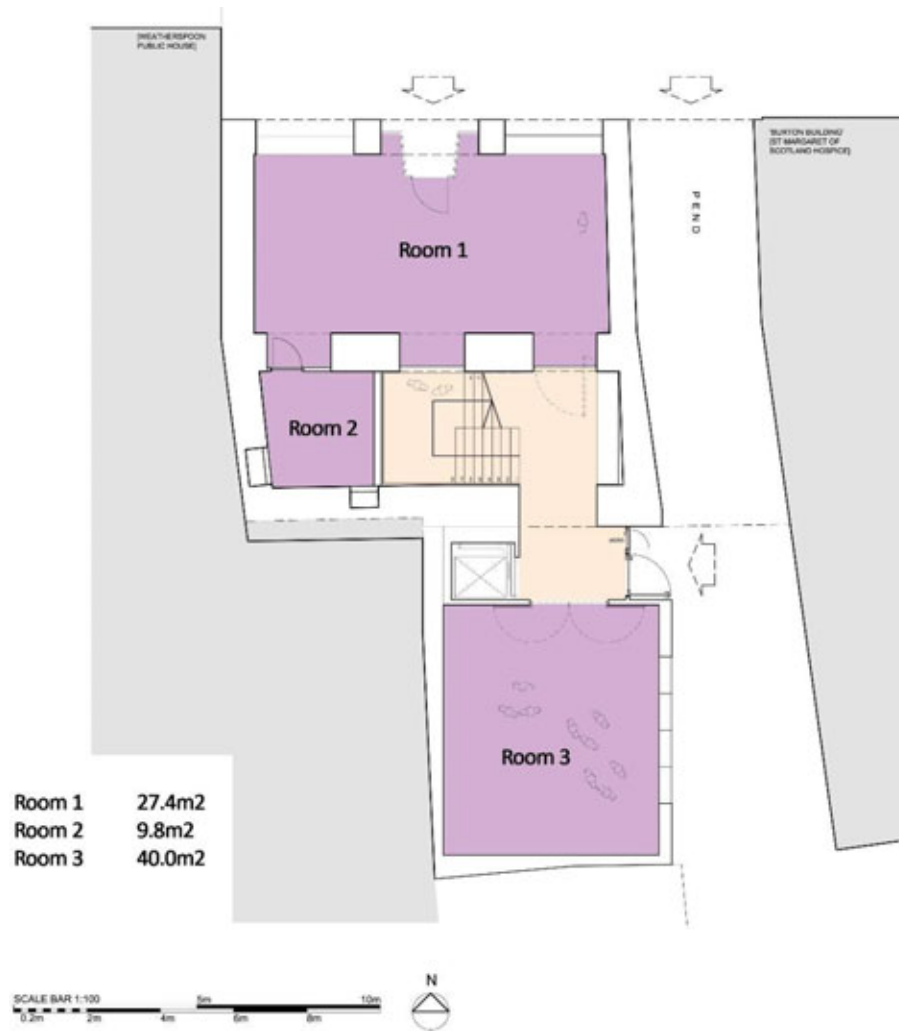 [WEATHERSPOON
PUBLIC HOUSE]
'BURTON BUILDING'
[ST MARGARET OF
SCOTLAND HOSPICE]
PEND
Room 1
Room 2
Room 3
Room 1 27.4m2
Room 2 9.8m2
Room 3 40.0m2
N
SCALE BAR 1:100 5m 10m
0.2m 2m 4m 6m 8m